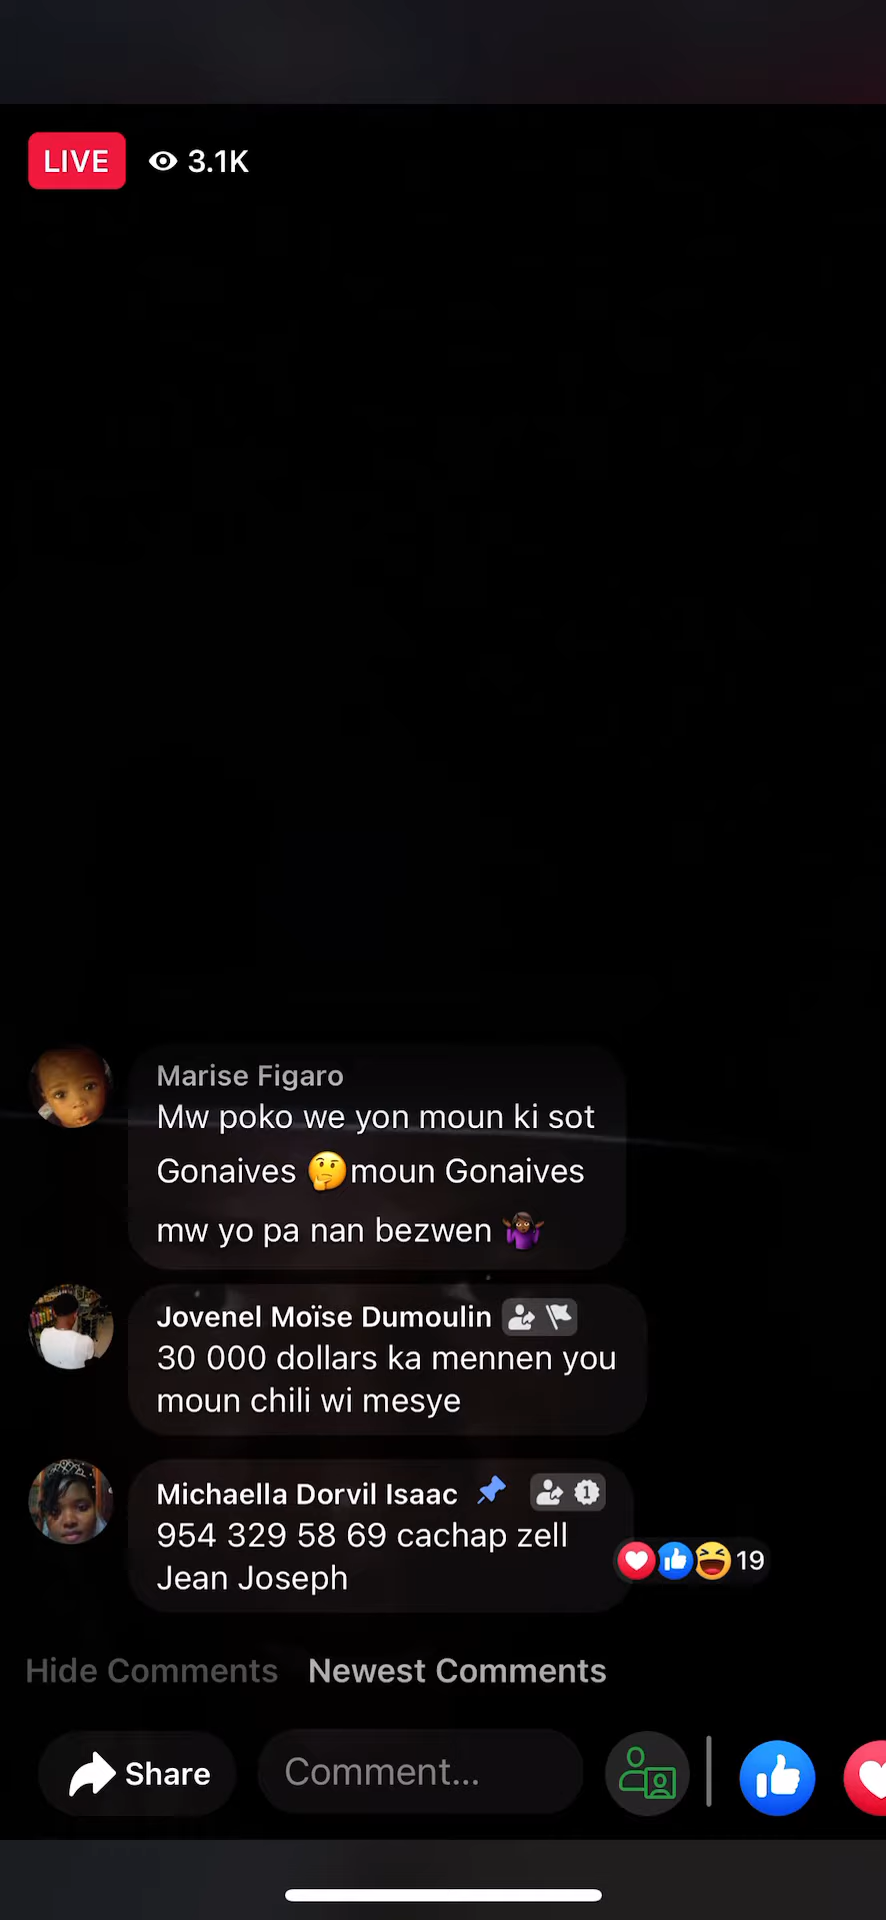 LIVE 3.1K
Marise Figaro
Mw poko we yon moun ki sot
Gonaives 🤔moun Gonaives
mw yo pa nan bezwen 🤷🏾‍♀️
Jovenel Moïse Dumoulin
30 000 dollars ka mennen you
moun chili wi mesye
Michaella Dorvil Isaac 📌 1
954 329 58 69 cachap zell
Jean Joseph
19
Hide Comments Newest Comments
Share Comment...